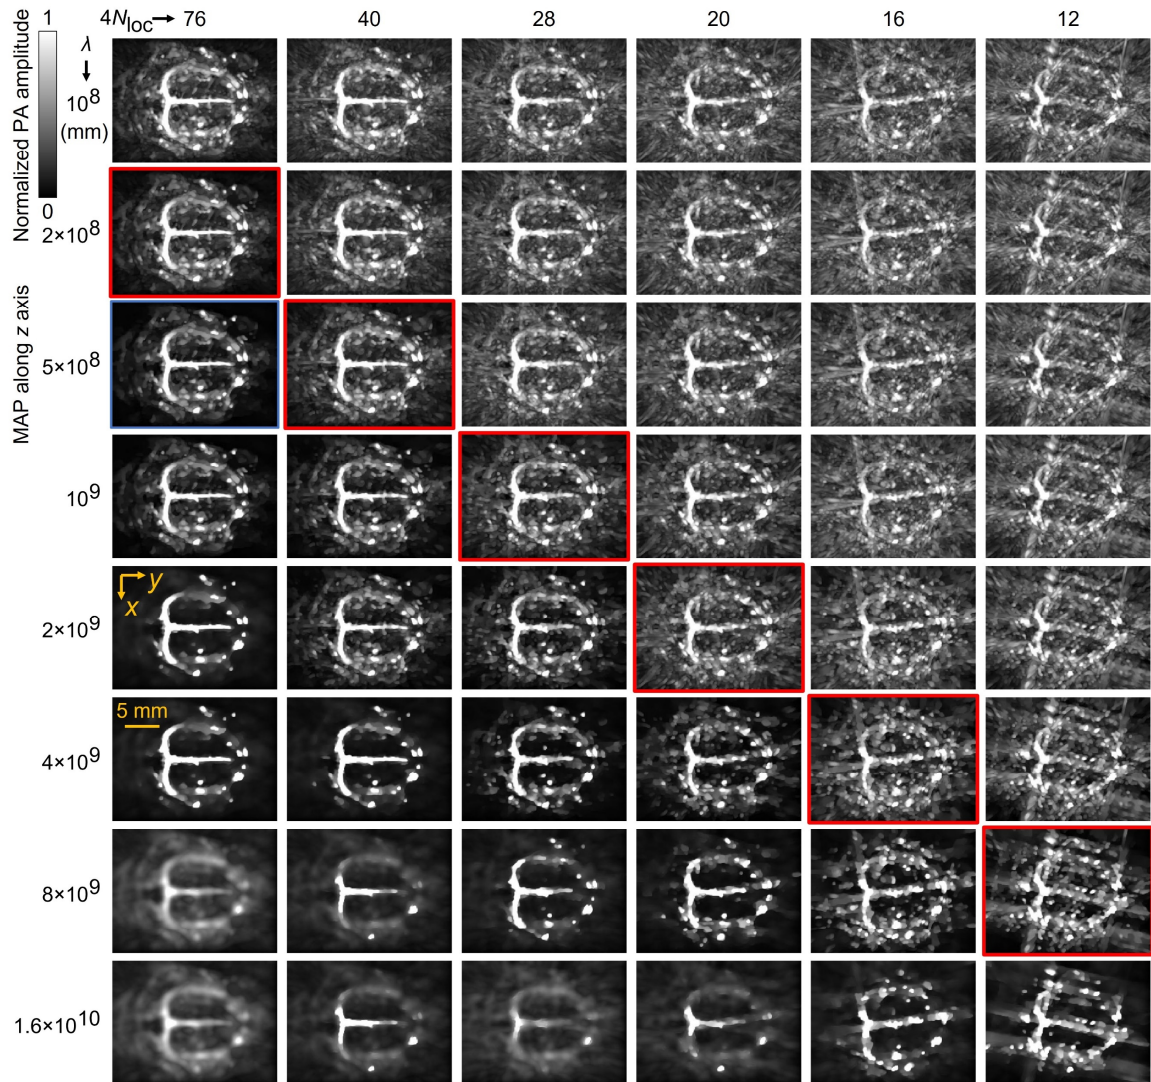 1 4N_loc → 76 40 28 20 16 12
λ
10^8
(mm)
0
Normalized PA amplitude
MAP along z axis
2×10^8
5×10^8
10^9
2×10^9
y
x
4×10^9
5 mm
8×10^9
1.6×10^10